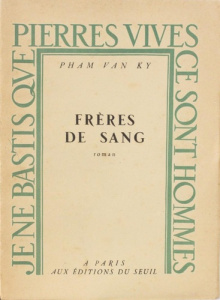 JE NE BASTIS QVE
PIERRES VIVES
CE SONT HOMMES
PHAM VAN KY
FRÈRES
DE SANG
roman
A PARIS
AUX ÉDITIONS DU SEUIL